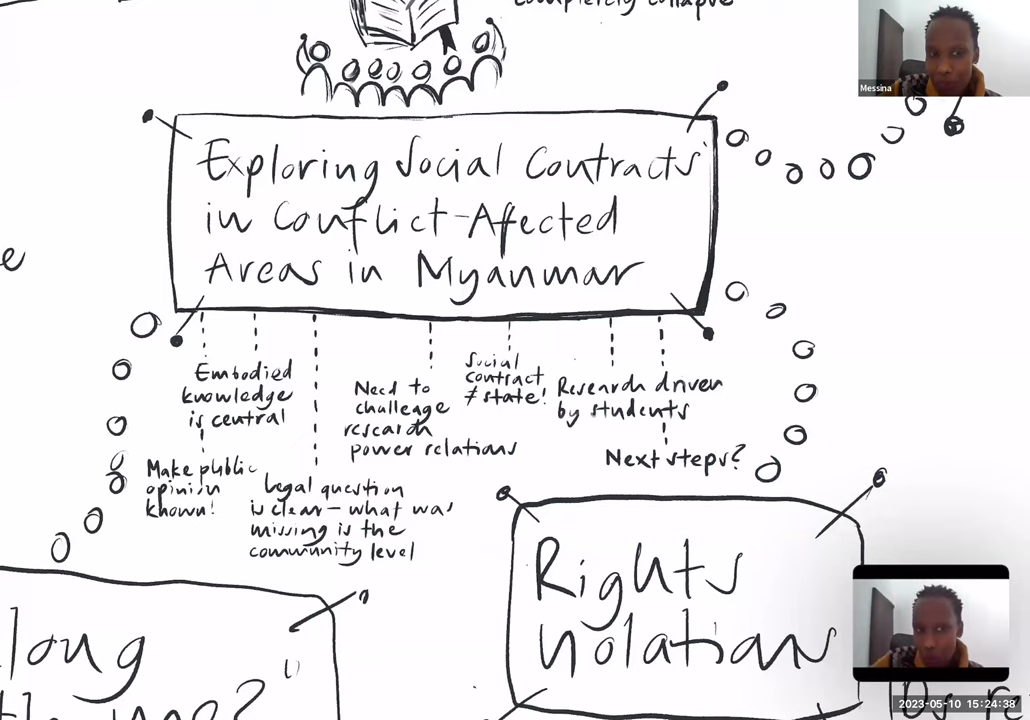 completely collapse
Messina
Exploring Social Contracts
in Conflict-Affected
Areas in Myanmar
e
Embodied
knowledge
is central
Make public
opinion
known!
Legal question
is clear – what was
missing is the
community level
Need to
challenge
research
power relations
Social
contract
≠ state!
Research driven
by students
Next steps?
Rights
violations
long
2023-05-10 15:24:38